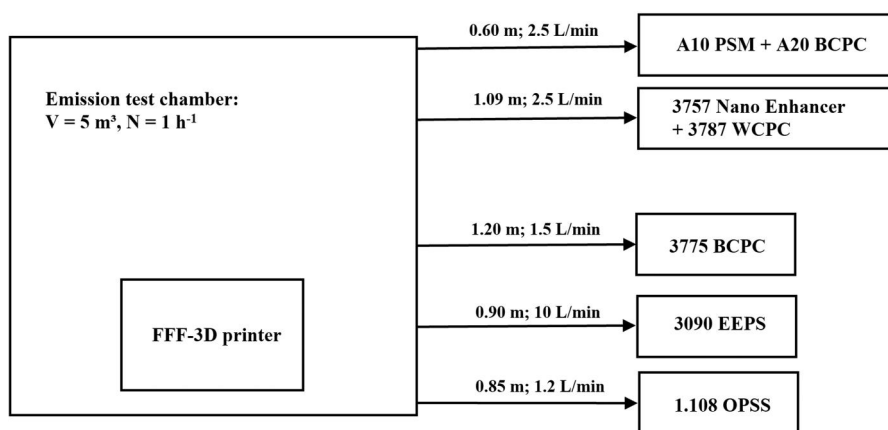 0.60 m; 2.5 L/min
A10 PSM + A20 BCPC
Emission test chamber:
V = 5 m³, N = 1 h⁻¹
1.09 m; 2.5 L/min
3757 Nano Enhancer
+ 3787 WCPC
1.20 m; 1.5 L/min
3775 BCPC
FFF-3D printer
0.90 m; 10 L/min
3090 EEPS
0.85 m; 1.2 L/min
1.108 OPSS